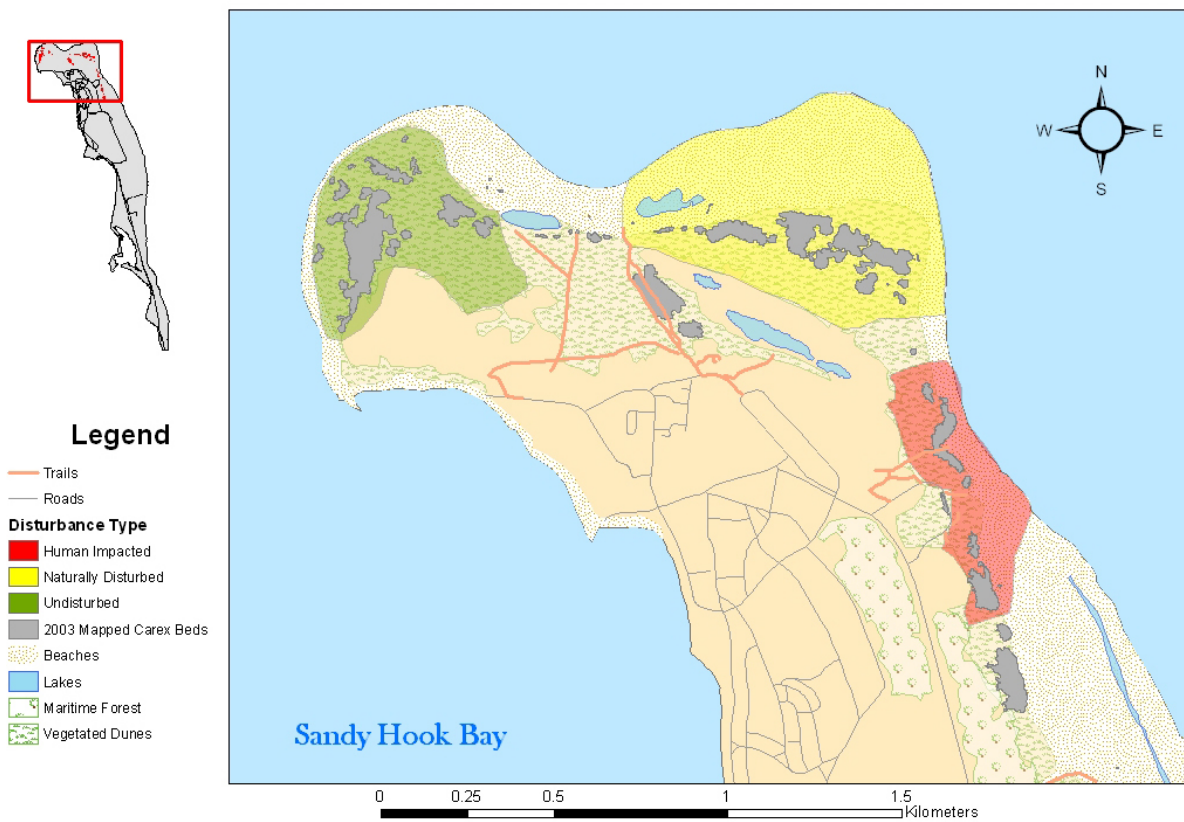 N
W
E
S
Legend
Trails
Roads
Disturbance Type
Human Impacted
Naturally Disturbed
Undisturbed
2003 Mapped Carex Beds
Beaches
Lakes
Maritime Forest
Vegetated Dunes
Sandy Hook Bay
0 0.25 0.5 1 1.5
Kilometers